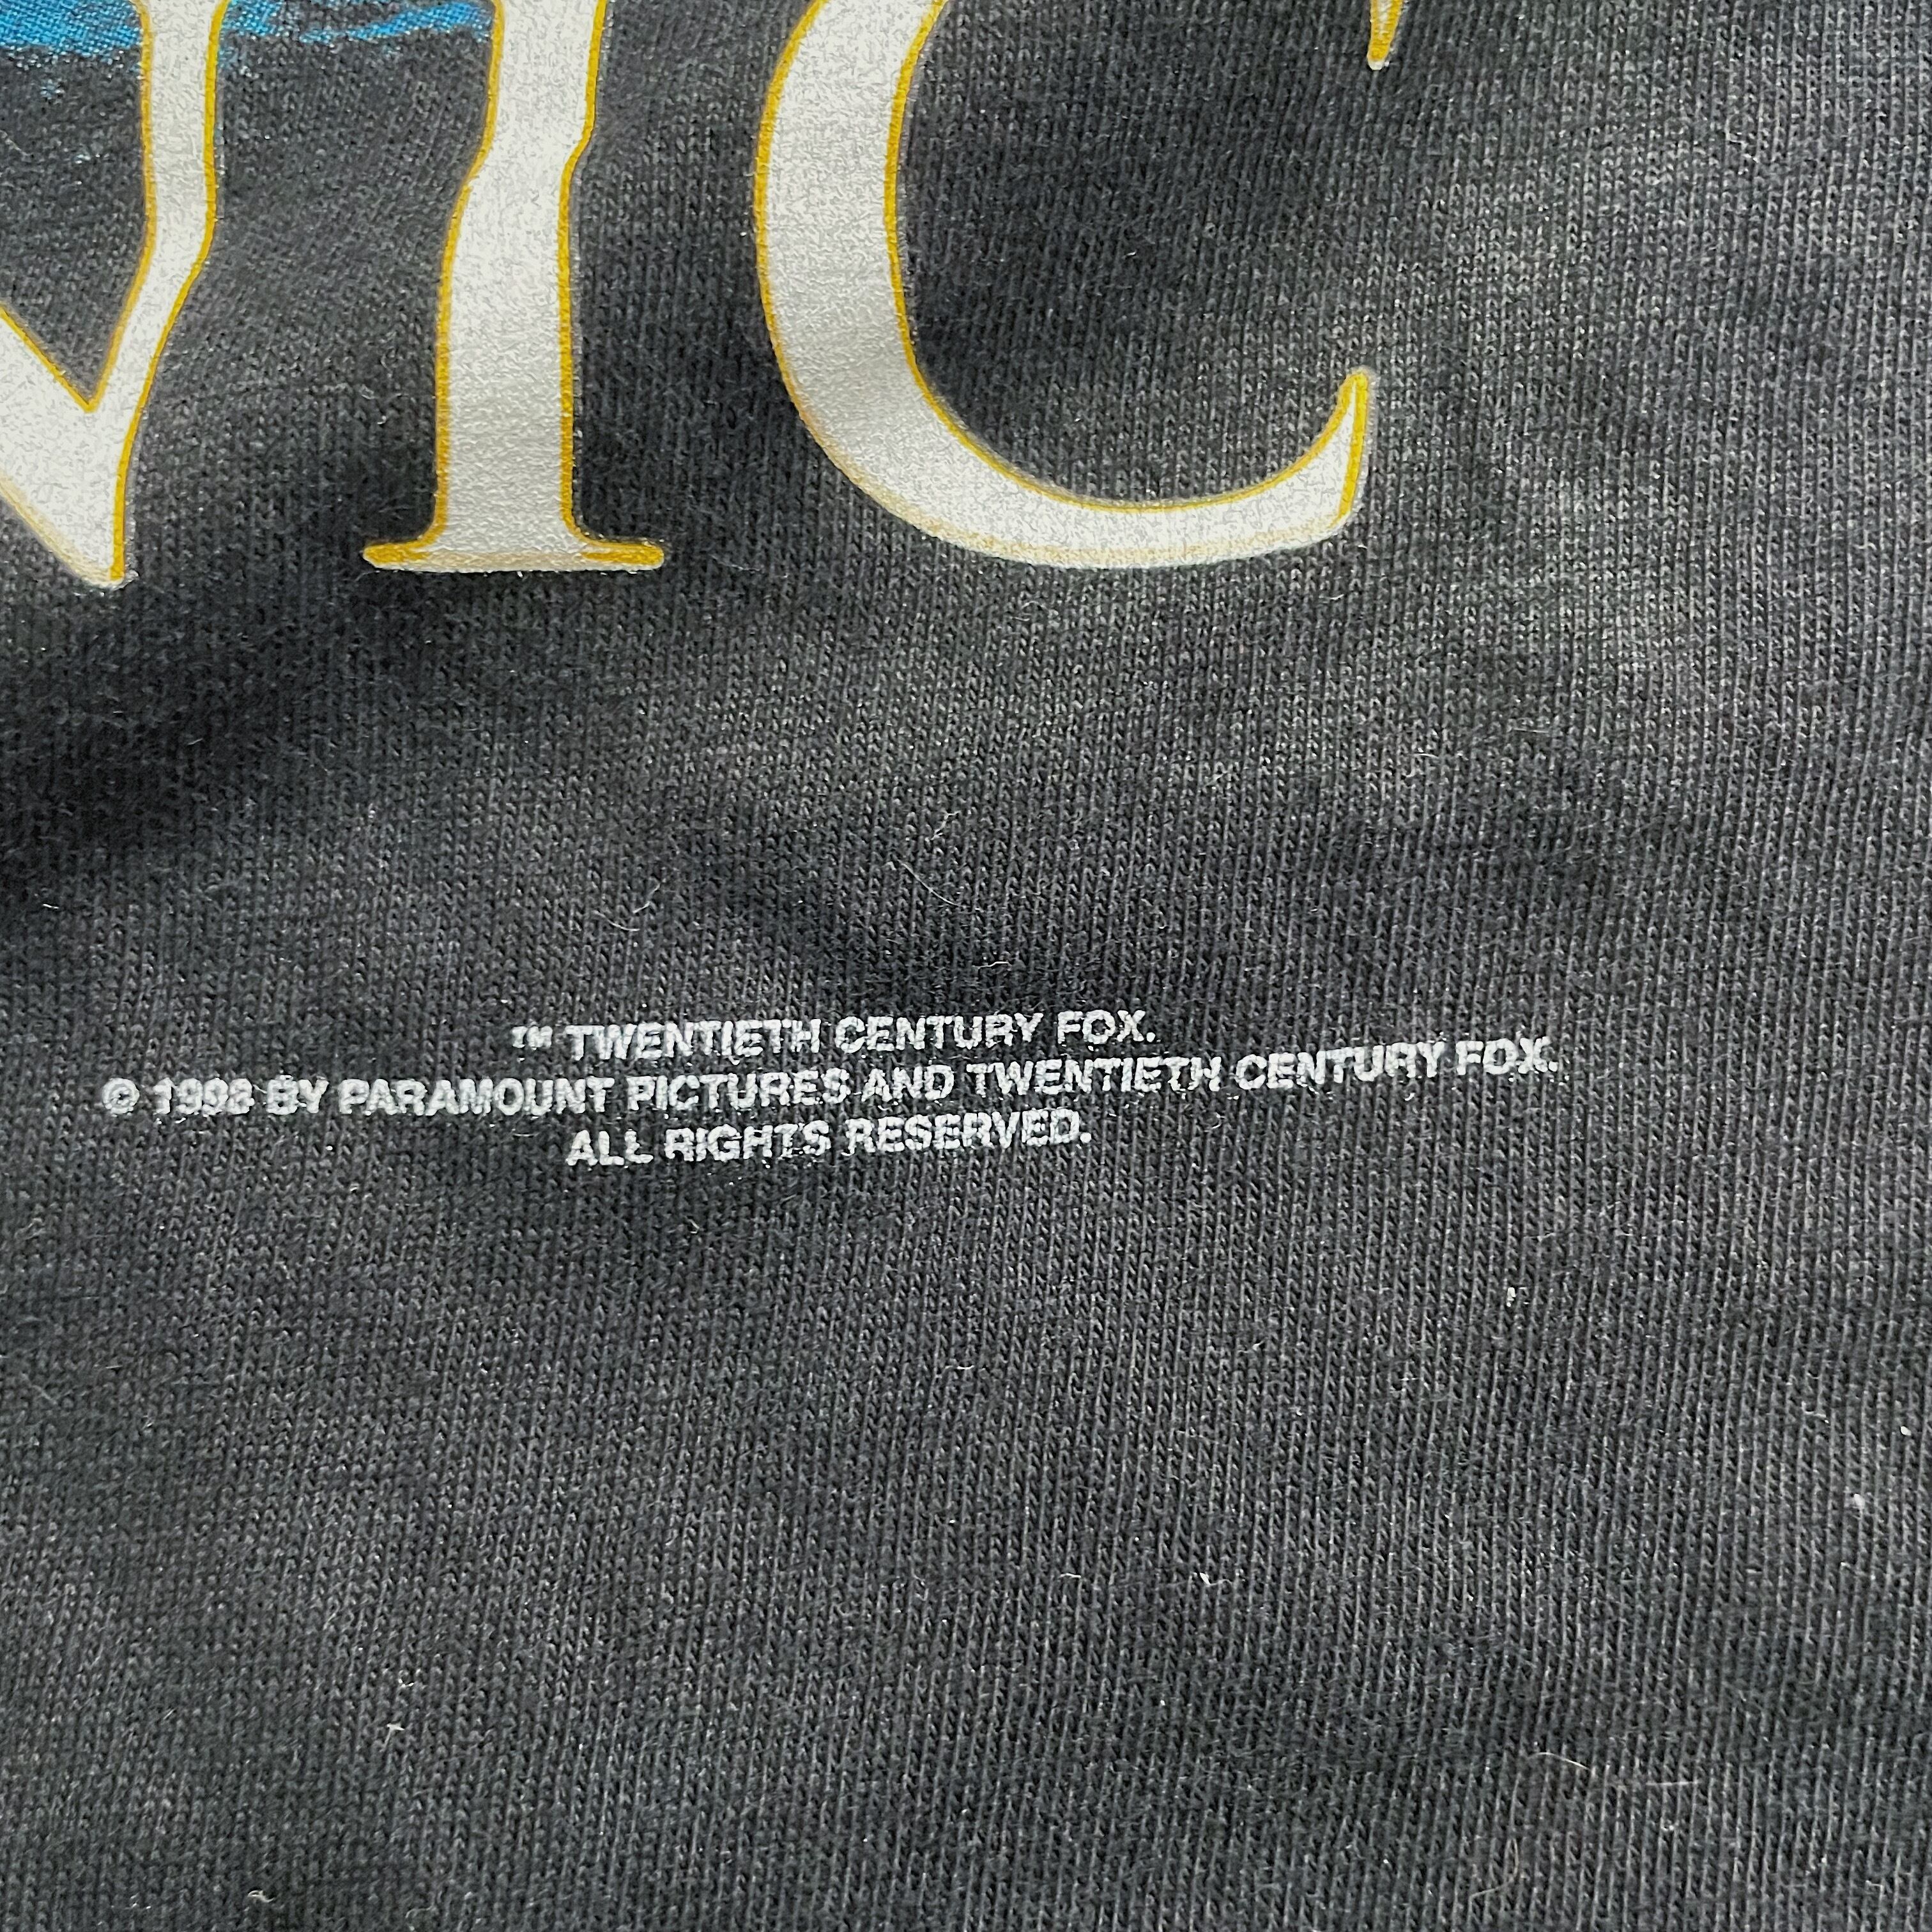 NIC
™ TWENTIETH CENTURY FOX.
© 1998 BY PARAMOUNT PICTURES AND TWENTIETH CENTURY FOX.
ALL RIGHTS RESERVED.